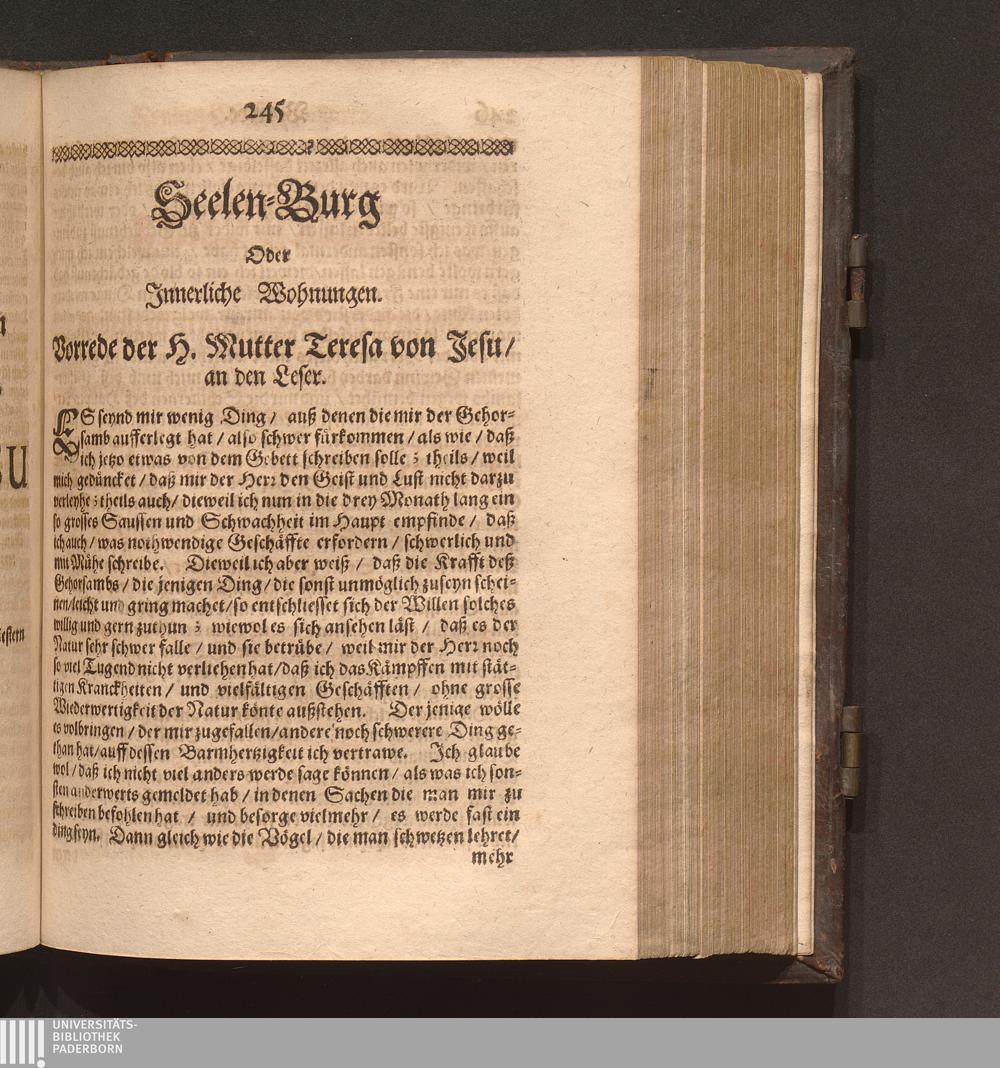 245
Seelen-Burg
Oder
Innerliche Wohnungen.
Vorrede der H. Mutter Teresa von Jesu/
an den Leser.
ES seynd mir wenig Ding / auß denen die mir der Gehor-
samb aufferlegt hat / also schwer fürkommen / als wie / daß
ich jetzo etwas von dem Gebett schreiben solle ; theils / weil
mich gedüncket / daß mir der Herr den Geist und Lust nicht darzu
verleyhe ; theils auch / dieweil ich nun in die drey Monath lang ein
so grosses Saussen und Schwachheit im Haupt empfinde / daß
ich auch / was nothwendige Geschäffte erfordern / schwerlich und
mit Mühe schreibe. Dieweil ich aber weiß / daß die Krafft deß
Gehorsambs / die jenigen Ding / die sonst unmöglich zuseyn schei-
nen/leicht und gring machet/so entschliesset sich der Willen solches
willig und gern zuthun ; wiewol es sich ansehen läst / daß es der
Natur sehr schwer falle / und sie betrübe / weil mir der Herr noch
so viel Tugend nicht verliehen hat/daß ich das Kämpffen mit stät-
tigen Kranckheiten / und vielfältigen Geschäfften / ohne grosse
Wiederwertigkeit der Natur könte außstehen. Der jenige wölle
es volbringen / der mir zugefallen/andere noch schwerere Ding ge-
than hat/auff dessen Barmhertzigkeit ich vertrawe. Ich glaube
wol / daß ich nicht viel anders werde sage können / als was ich son-
sten anderwerts gemeldet hab / in denen Sachen die man mir zu
schreiben befohlen hat / und besorge vielmehr / es werde fast ein
ding seyn. Dann gleich wie die Vögel / die man schwetzen lehret/
mehr
UNIVERSITÄTS-
BIBLIOTHEK
PADERBORN